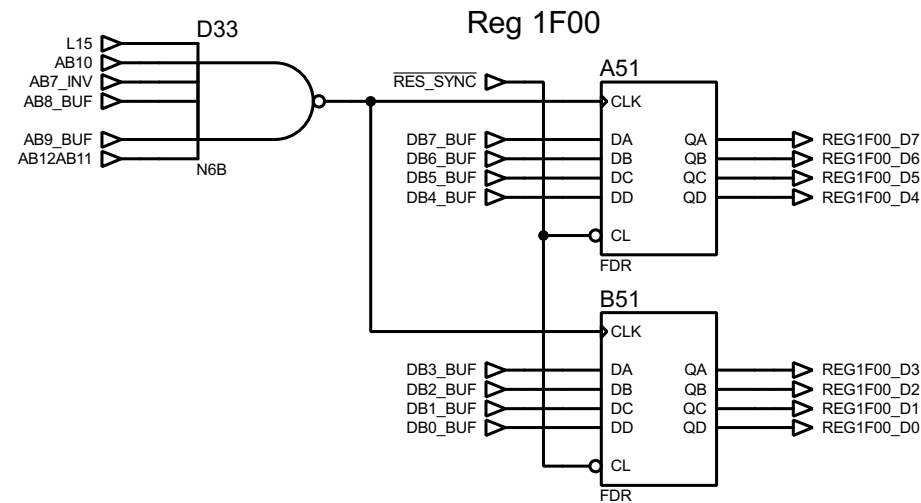 Reg 1F00
D33
L15
AB10
AB7_INV
AB8_BUF
AB9_BUF
AB12AB11
N6B
RES_SYNC
A51
CLK
DB7_BUF DA QA REG1F00_D7
DB6_BUF DB QB REG1F00_D6
DB5_BUF DC QC REG1F00_D5
DB4_BUF DD QD REG1F00_D4
CL
FDR
B51
CLK
DB3_BUF DA QA REG1F00_D3
DB2_BUF DB QB REG1F00_D2
DB1_BUF DC QC REG1F00_D1
DB0_BUF DD QD REG1F00_D0
CL
FDR